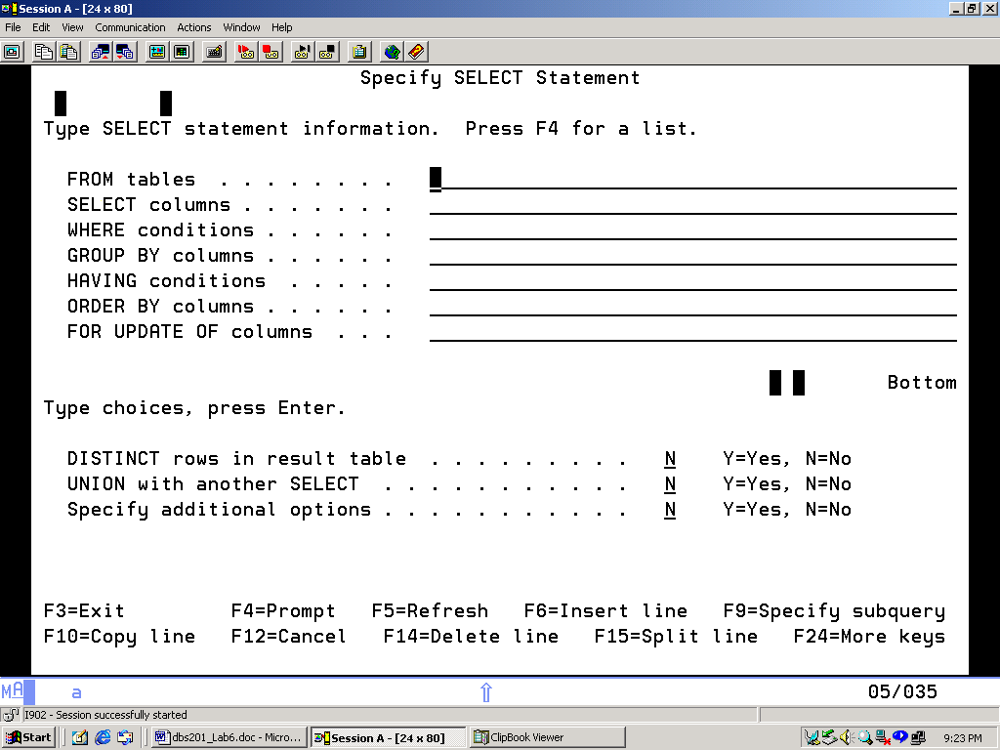 Session A - [24 x 80]
File Edit View Communication Actions Window Help
Specify SELECT Statement
Type SELECT statement information.  Press F4 for a list.
FROM tables  . . . . . . . .
SELECT columns . . . . . . .
WHERE conditions . . . . . .
GROUP BY columns . . . . . .
HAVING conditions  . . . . .
ORDER BY columns . . . . . .
FOR UPDATE OF columns  . . .
Bottom
Type choices, press Enter.
DISTINCT rows in result table  . . . . . . . . .   N    Y=Yes, N=No
UNION with another SELECT  . . . . . . . . . . .   N    Y=Yes, N=No
Specify additional options . . . . . . . . . . .   N    Y=Yes, N=No
F3=Exit         F4=Prompt   F5=Refresh   F6=Insert line   F9=Specify subquery
F10=Copy line   F12=Cancel   F14=Delete line   F15=Split line   F24=More keys
MA a 05/035
I902 - Session successfully started
Start dbs201_Lab6.doc - Micro... Session A - [24 x 80] ClipBook Viewer 9:23 PM